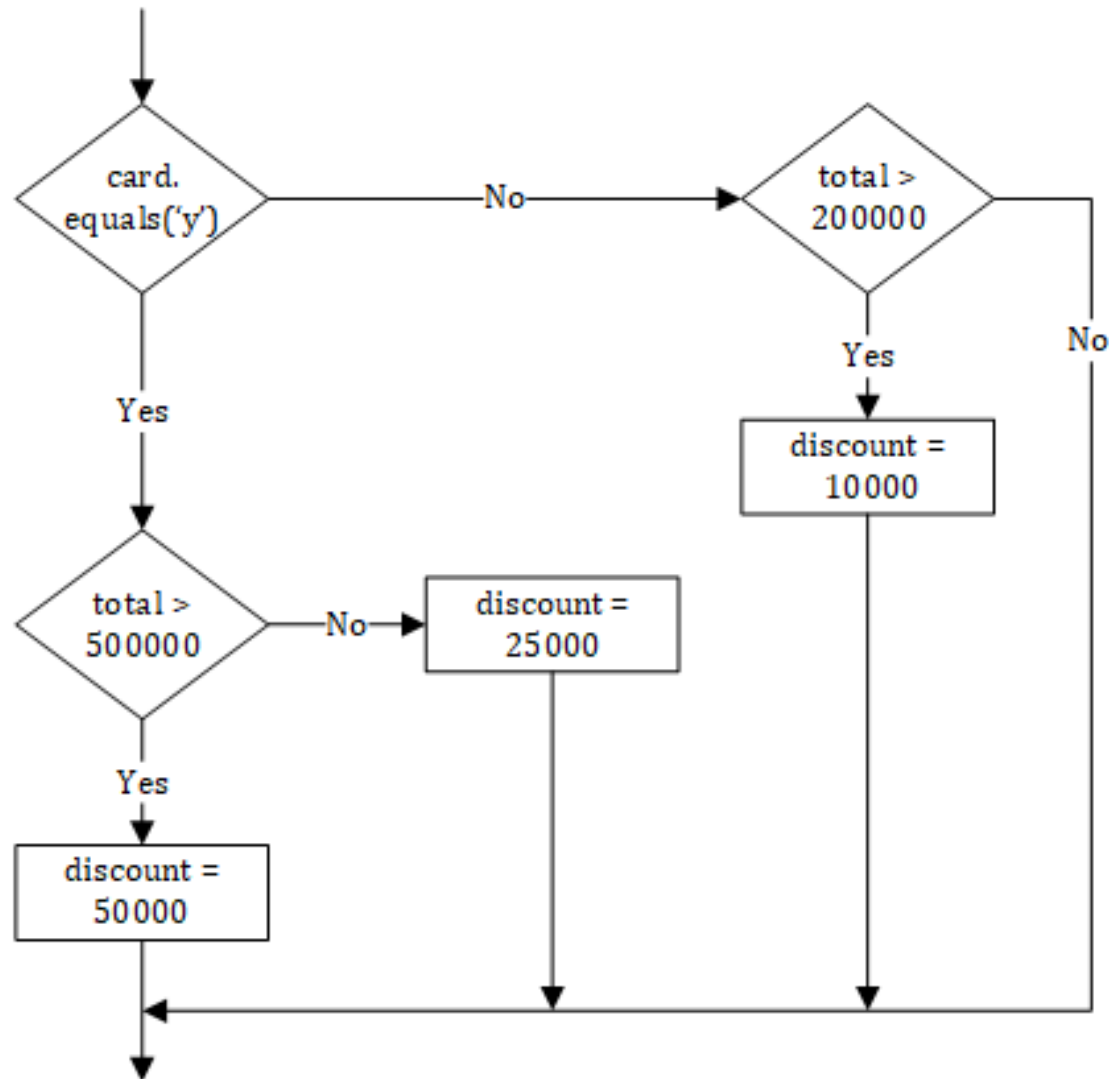 card.
equals(‘y’)
No
total >
200000
No
Yes
Yes
discount =
10000
total >
500000
No
discount =
25000
Yes
discount =
50000